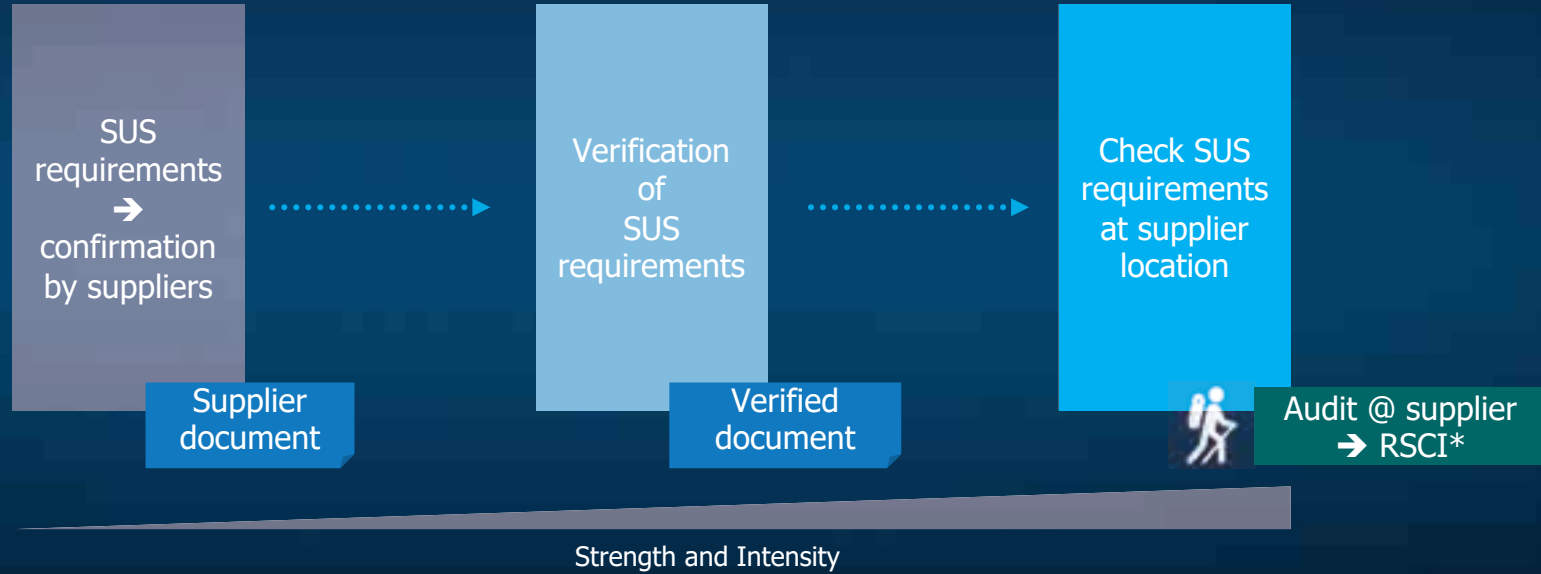 SUS
requirements
➔
confirmation
by suppliers
Supplier
document
Verification
of
SUS
requirements
Verified
document
Check SUS
requirements
at supplier
location
Audit @ supplier
➔ RSCI*
Strength and Intensity